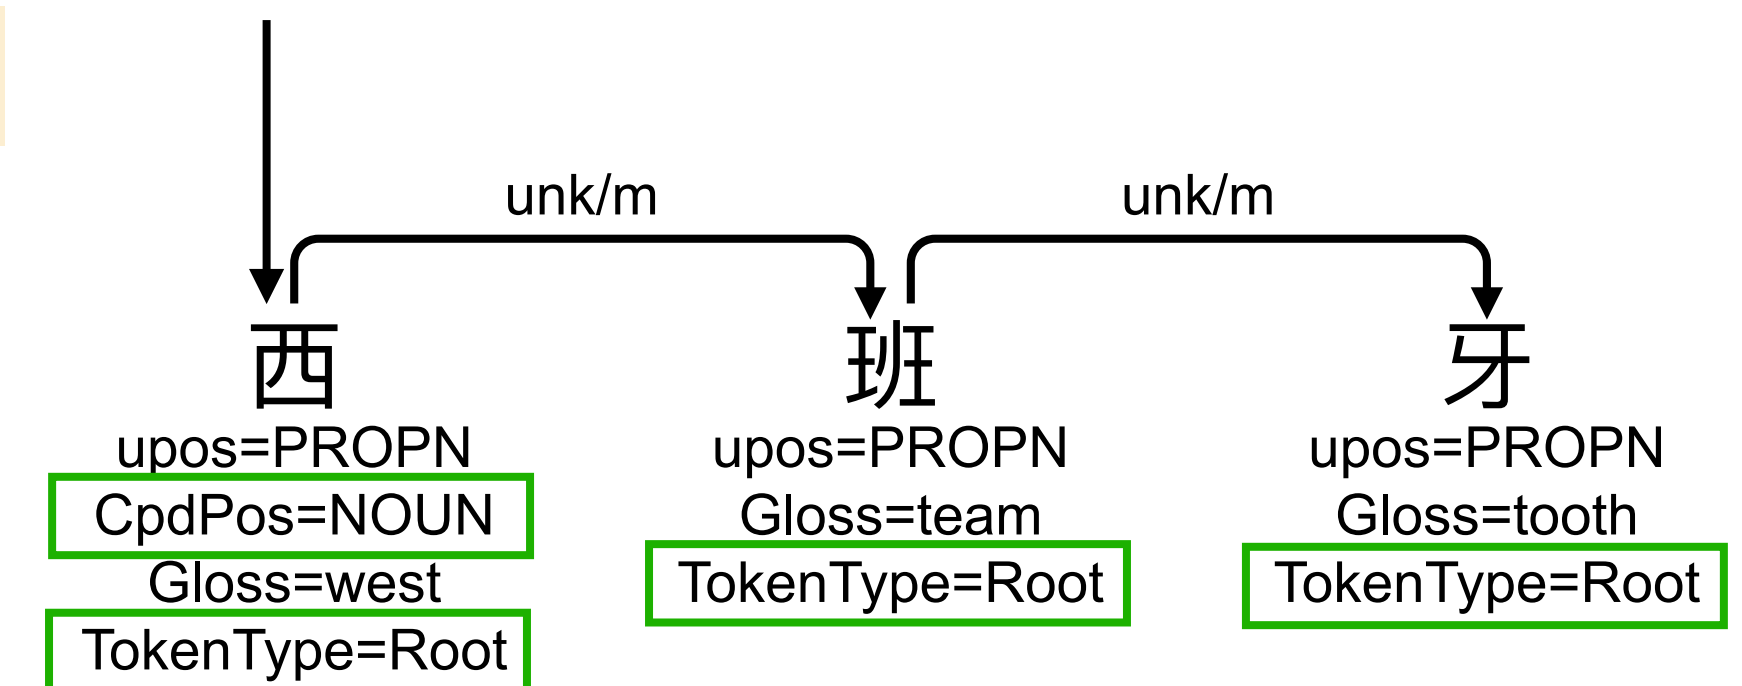 unk/m unk/m
西 班 牙
upos=PROPN upos=PROPN upos=PROPN
CpdPos=NOUN Gloss=team Gloss=tooth
Gloss=west TokenType=Root TokenType=Root
TokenType=Root